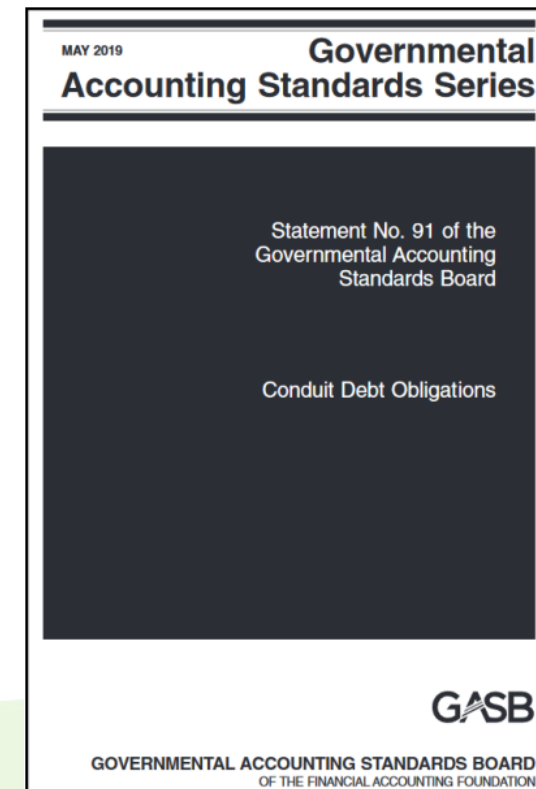 MAY 2019
Governmental
Accounting Standards Series
Statement No. 91 of the
Governmental Accounting
Standards Board
Conduit Debt Obligations
GASB
GOVERNMENTAL ACCOUNTING STANDARDS BOARD
OF THE FINANCIAL ACCOUNTING FOUNDATION